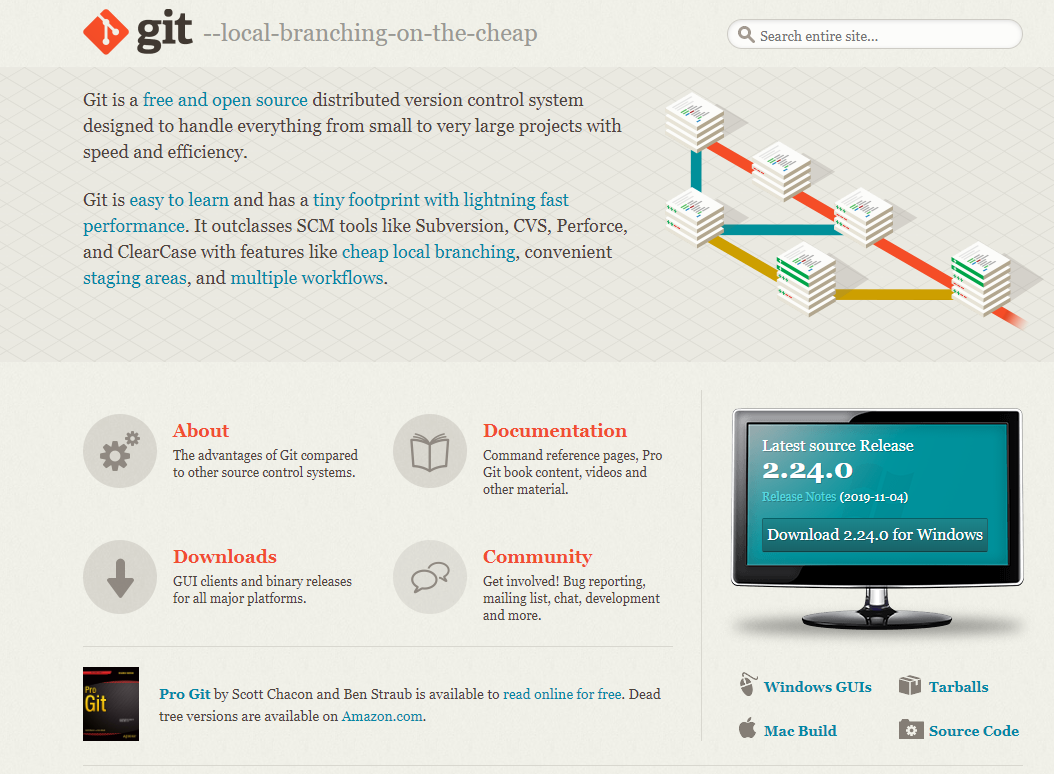 git --local-branching-on-the-cheap
Search entire site...
Git is a free and open source distributed version control system
designed to handle everything from small to very large projects with
speed and efficiency.
Git is easy to learn and has a tiny footprint with lightning fast
performance. It outclasses SCM tools like Subversion, CVS, Perforce,
and ClearCase with features like cheap local branching, convenient
staging areas, and multiple workflows.
About
The advantages of Git compared
to other source control systems.
Documentation
Command reference pages, Pro
Git book content, videos and
other material.
Downloads
GUI clients and binary releases
for all major platforms.
Community
Get involved! Bug reporting,
mailing list, chat, development
and more.
Pro
Git
Pro Git by Scott Chacon and Ben Straub is available to read online for free. Dead
tree versions are available on Amazon.com.
Latest source Release
2.24.0
Release Notes (2019-11-04)
Download 2.24.0 for Windows
Windows GUIs
Tarballs
Mac Build
Source Code